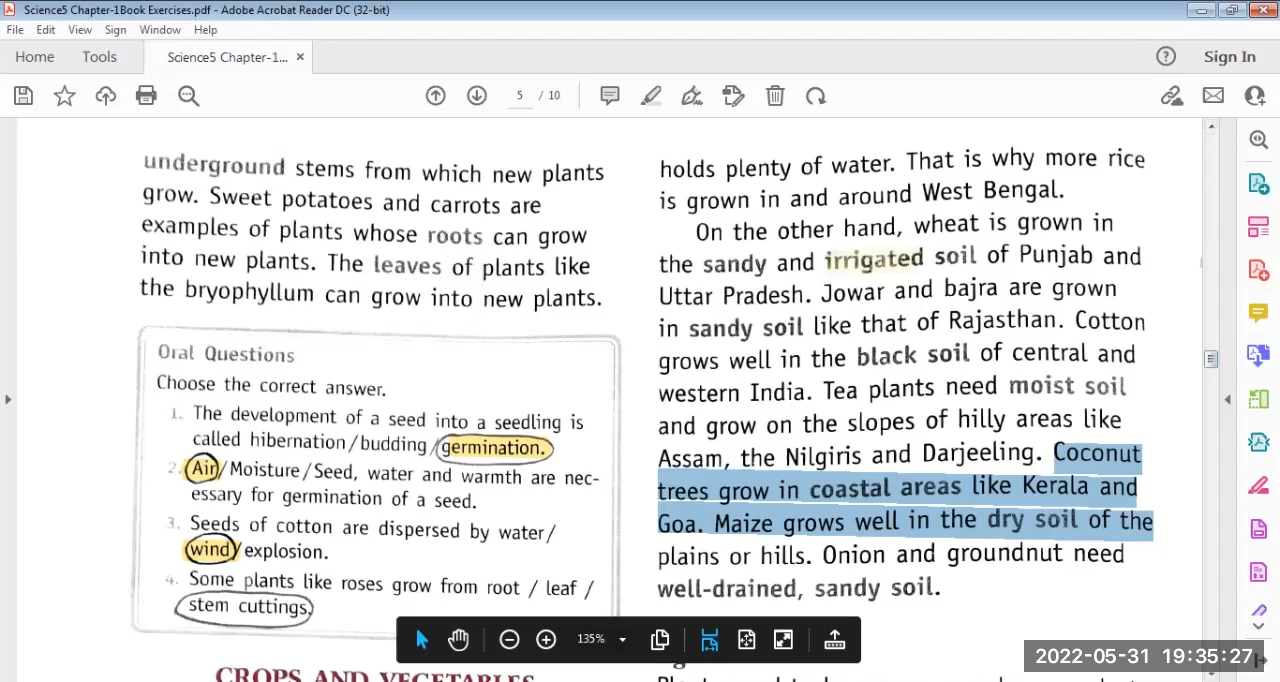 Science5 Chapter-1Book Exercises.pdf - Adobe Acrobat Reader DC (32-bit)
File Edit View Sign Window Help
Home Tools Science5 Chapter-1... × Sign In
5 / 10
underground stems from which new plants
grow. Sweet potatoes and carrots are
examples of plants whose roots can grow
into new plants. The leaves of plants like
the bryophyllum can grow into new plants.
Oral Questions
Choose the correct answer.
1. The development of a seed into a seedling is
called hibernation/budding/germination.
2. Air/Moisture/Seed, water and warmth are nec-
essary for germination of a seed.
3. Seeds of cotton are dispersed by water/
wind/explosion.
4. Some plants like roses grow from root / leaf /
stem cuttings.
CROPS AND VEGETABLES
holds plenty of water. That is why more rice
is grown in and around West Bengal.
On the other hand, wheat is grown in
the sandy and irrigated soil of Punjab and
Uttar Pradesh. Jowar and bajra are grown
in sandy soil like that of Rajasthan. Cotton
grows well in the black soil of central and
western India. Tea plants need moist soil
and grow on the slopes of hilly areas like
Assam, the Nilgiris and Darjeeling. Coconut
trees grow in coastal areas like Kerala and
Goa. Maize grows well in the dry soil of the
plains or hills. Onion and groundnut need
well-drained, sandy soil.
135%
2022-05-31 19:35:27